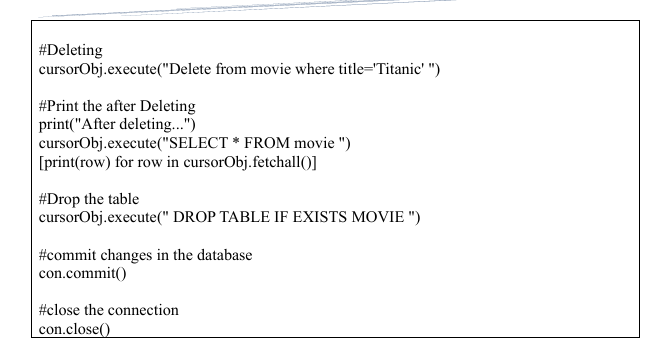 #Deleting
cursorObj.execute("Delete from movie where title='Titanic' ")
#Print the after Deleting
print("After deleting...")
cursorObj.execute("SELECT * FROM movie ")
[print(row) for row in cursorObj.fetchall()]
#Drop the table
cursorObj.execute(" DROP TABLE IF EXISTS MOVIE ")
#commit changes in the database
con.commit()
#close the connection
con.close()